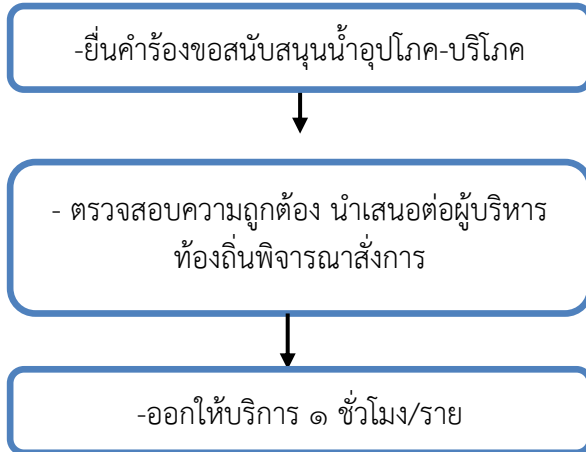 -ยื่นคำร้องขอสนับสนุนน้ำอุปโภค-บริโภค
- ตรวจสอบความถูกต้อง นำเสนอต่อผู้บริหาร
ท้องถิ่นพิจารณาสั่งการ
-ออกให้บริการ ๑ ชั่วโมง/ราย